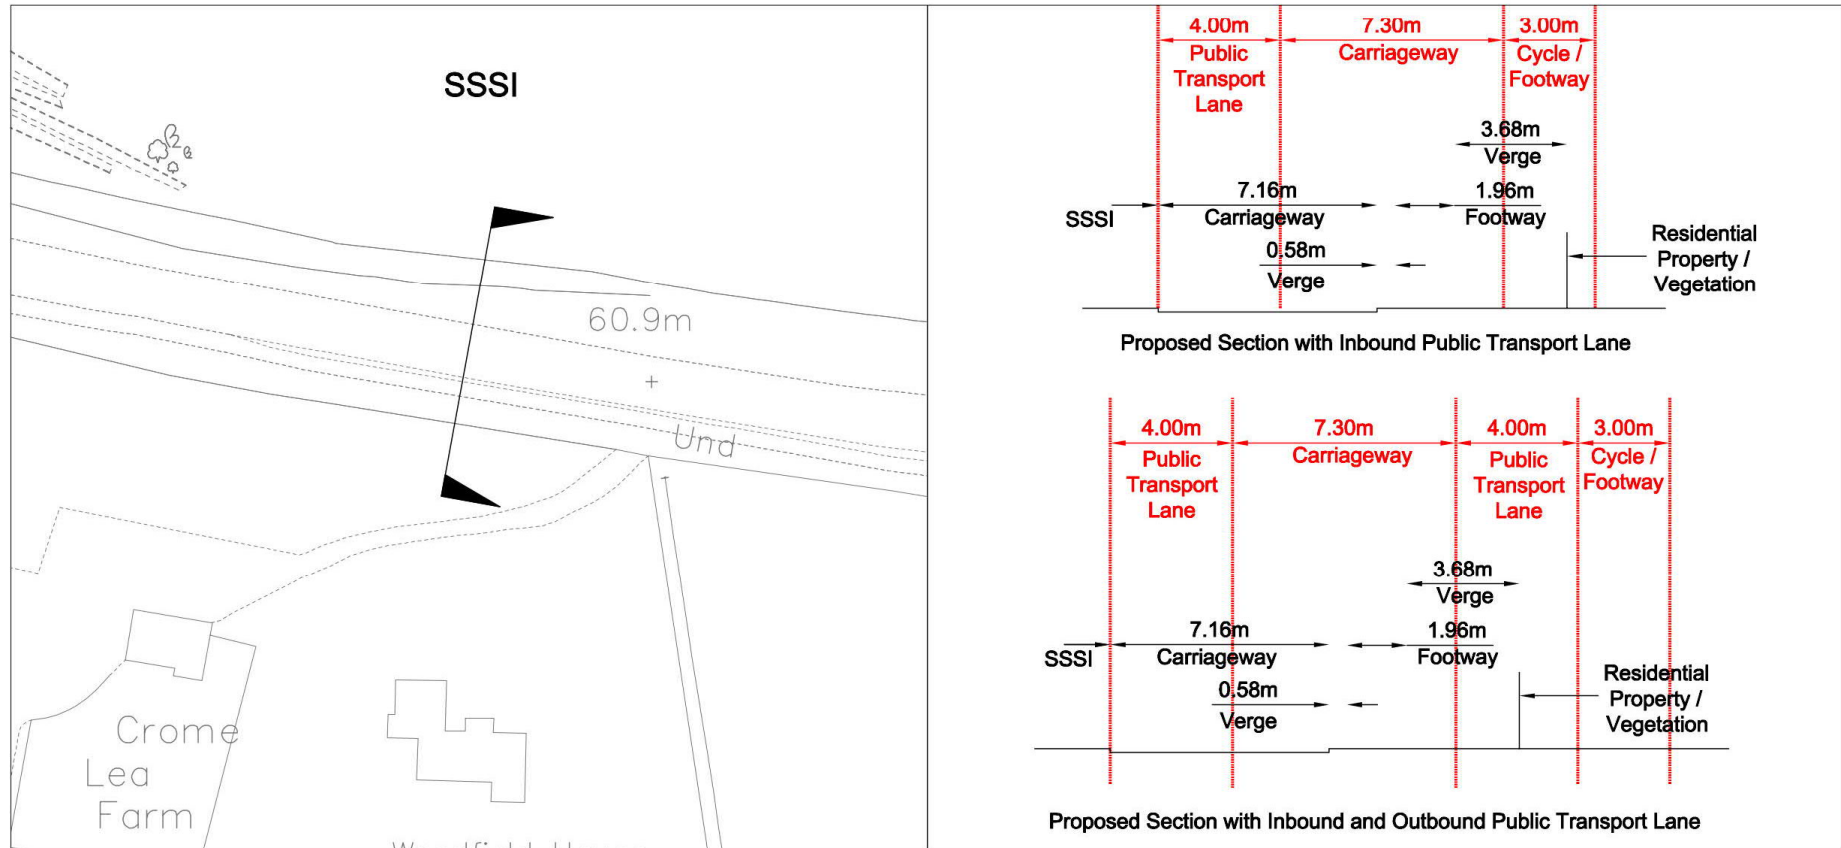 SSSI
60.9m
Und
Crome
Lea
Farm
4.00m
Public
Transport
Lane
7.30m
Carriageway
3.00m
Cycle /
Footway
3.68m
Verge
7.16m
Carriageway
1.96m
Footway
SSSI
0.58m
Verge
Residential
Property /
Vegetation
Proposed Section with Inbound Public Transport Lane
4.00m
Public
Transport
Lane
7.30m
Carriageway
4.00m
Public
Transport
Lane
3.00m
Cycle /
Footway
3.68m
Verge
7.16m
Carriageway
1.96m
Footway
SSSI
0.58m
Verge
Residential
Property /
Vegetation
Proposed Section with Inbound and Outbound Public Transport Lane